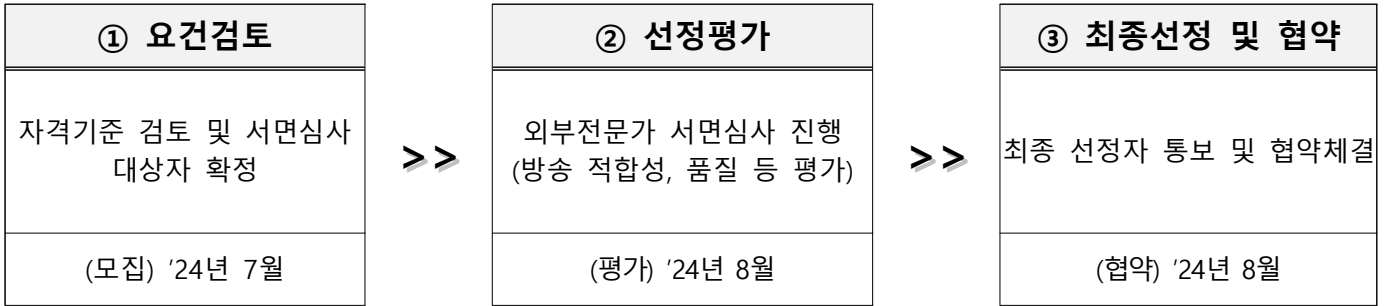 ① 요건검토
자격기준 검토 및 서면심사
대상자 확정
(모집) ′24년 7월
>>
② 선정평가
외부전문가 서면심사 진행
(방송 적합성, 품질 등 평가)
(평가) ′24년 8월
>>
③ 최종선정 및 협약
최종 선정자 통보 및 협약체결
(협약) ′24년 8월